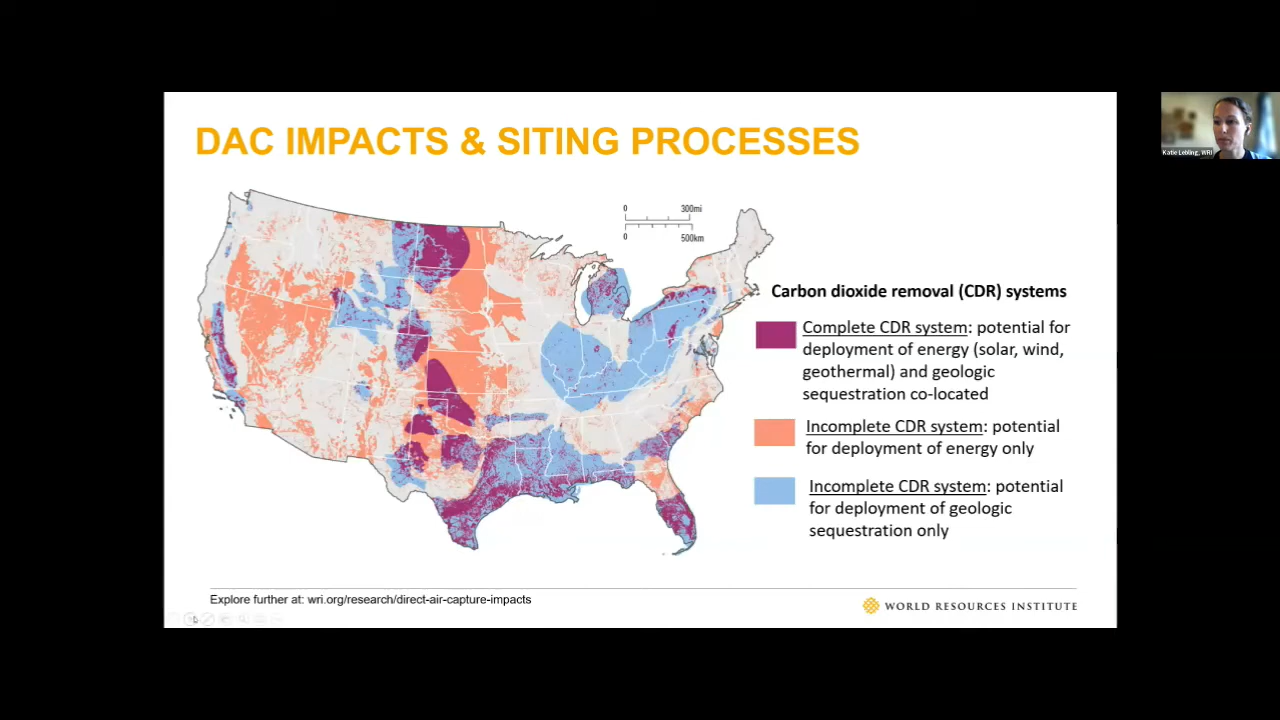 DAC IMPACTS & SITING PROCESSES
0 300mi
0 500km
Katie Lebling, WRI
Carbon dioxide removal (CDR) systems
Complete CDR system: potential for
deployment of energy (solar, wind,
geothermal) and geologic
sequestration co-located
Incomplete CDR system: potential
for deployment of energy only
Incomplete CDR system: potential
for deployment of geologic
sequestration only
Explore further at: wri.org/research/direct-air-capture-impacts
WORLD RESOURCES INSTITUTE